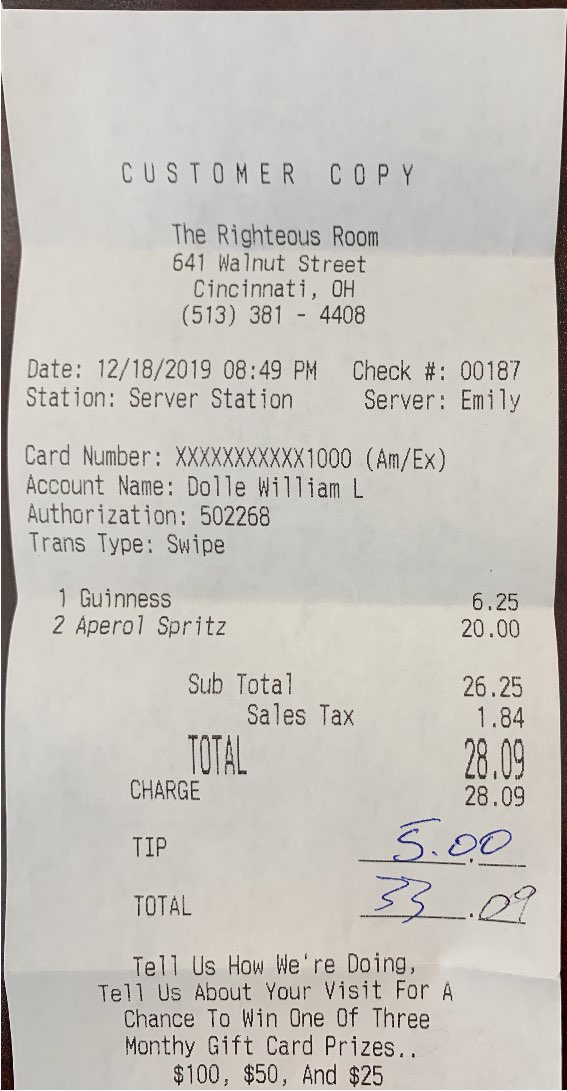 CUSTOMER COPY
The Righteous Room
641 Walnut Street
Cincinnati, OH
(513) 381 - 4408
Date: 12/18/2019 08:49 PM Check #: 00187
Station: Server Station Server: Emily
Card Number: XXXXXXXXXXX1000 (Am/Ex)
Account Name: Dolle William L
Authorization: 502268
Trans Type: Swipe
1 Guinness 6.25
2 Aperol Spritz 20.00
Sub Total 26.25
Sales Tax 1.84
TOTAL 28.09
CHARGE 28.09
TIP 5.00
TOTAL 33.09
Tell Us How We're Doing,
Tell Us About Your Visit For A
Chance To Win One Of Three
Monthy Gift Card Prizes..
$100, $50, And $25